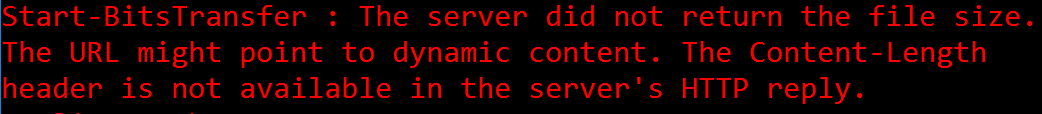 Start-BitsTransfer : The server did not return the file size.
The URL might point to dynamic content. The Content-Length
header is not available in the server's HTTP reply.